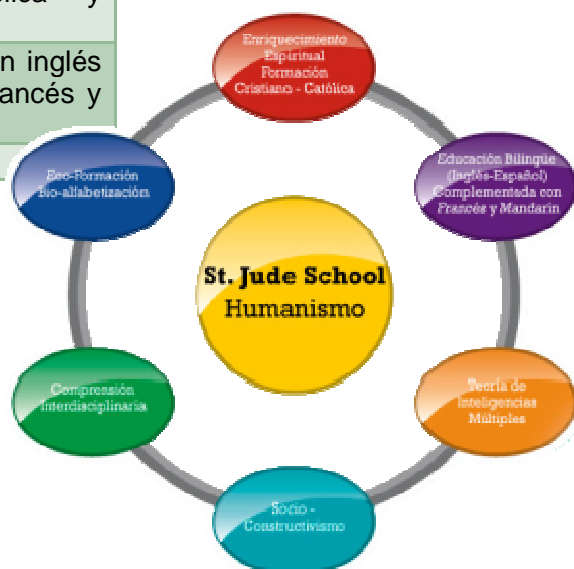 y
n inglés
ancés y
Enriquecimiento
Espiritual
Formación
Cristiano - Católica
Eco-Formación
Bio-alfabetización
Educación Bilingüe
(Inglés-Español)
Complementada con
Francés y Mandarín
St. Jude School
Humanismo
Comprensión
Interdisciplinaria
Teoría de
Inteligencias
Múltiples
Socio -
Constructivismo